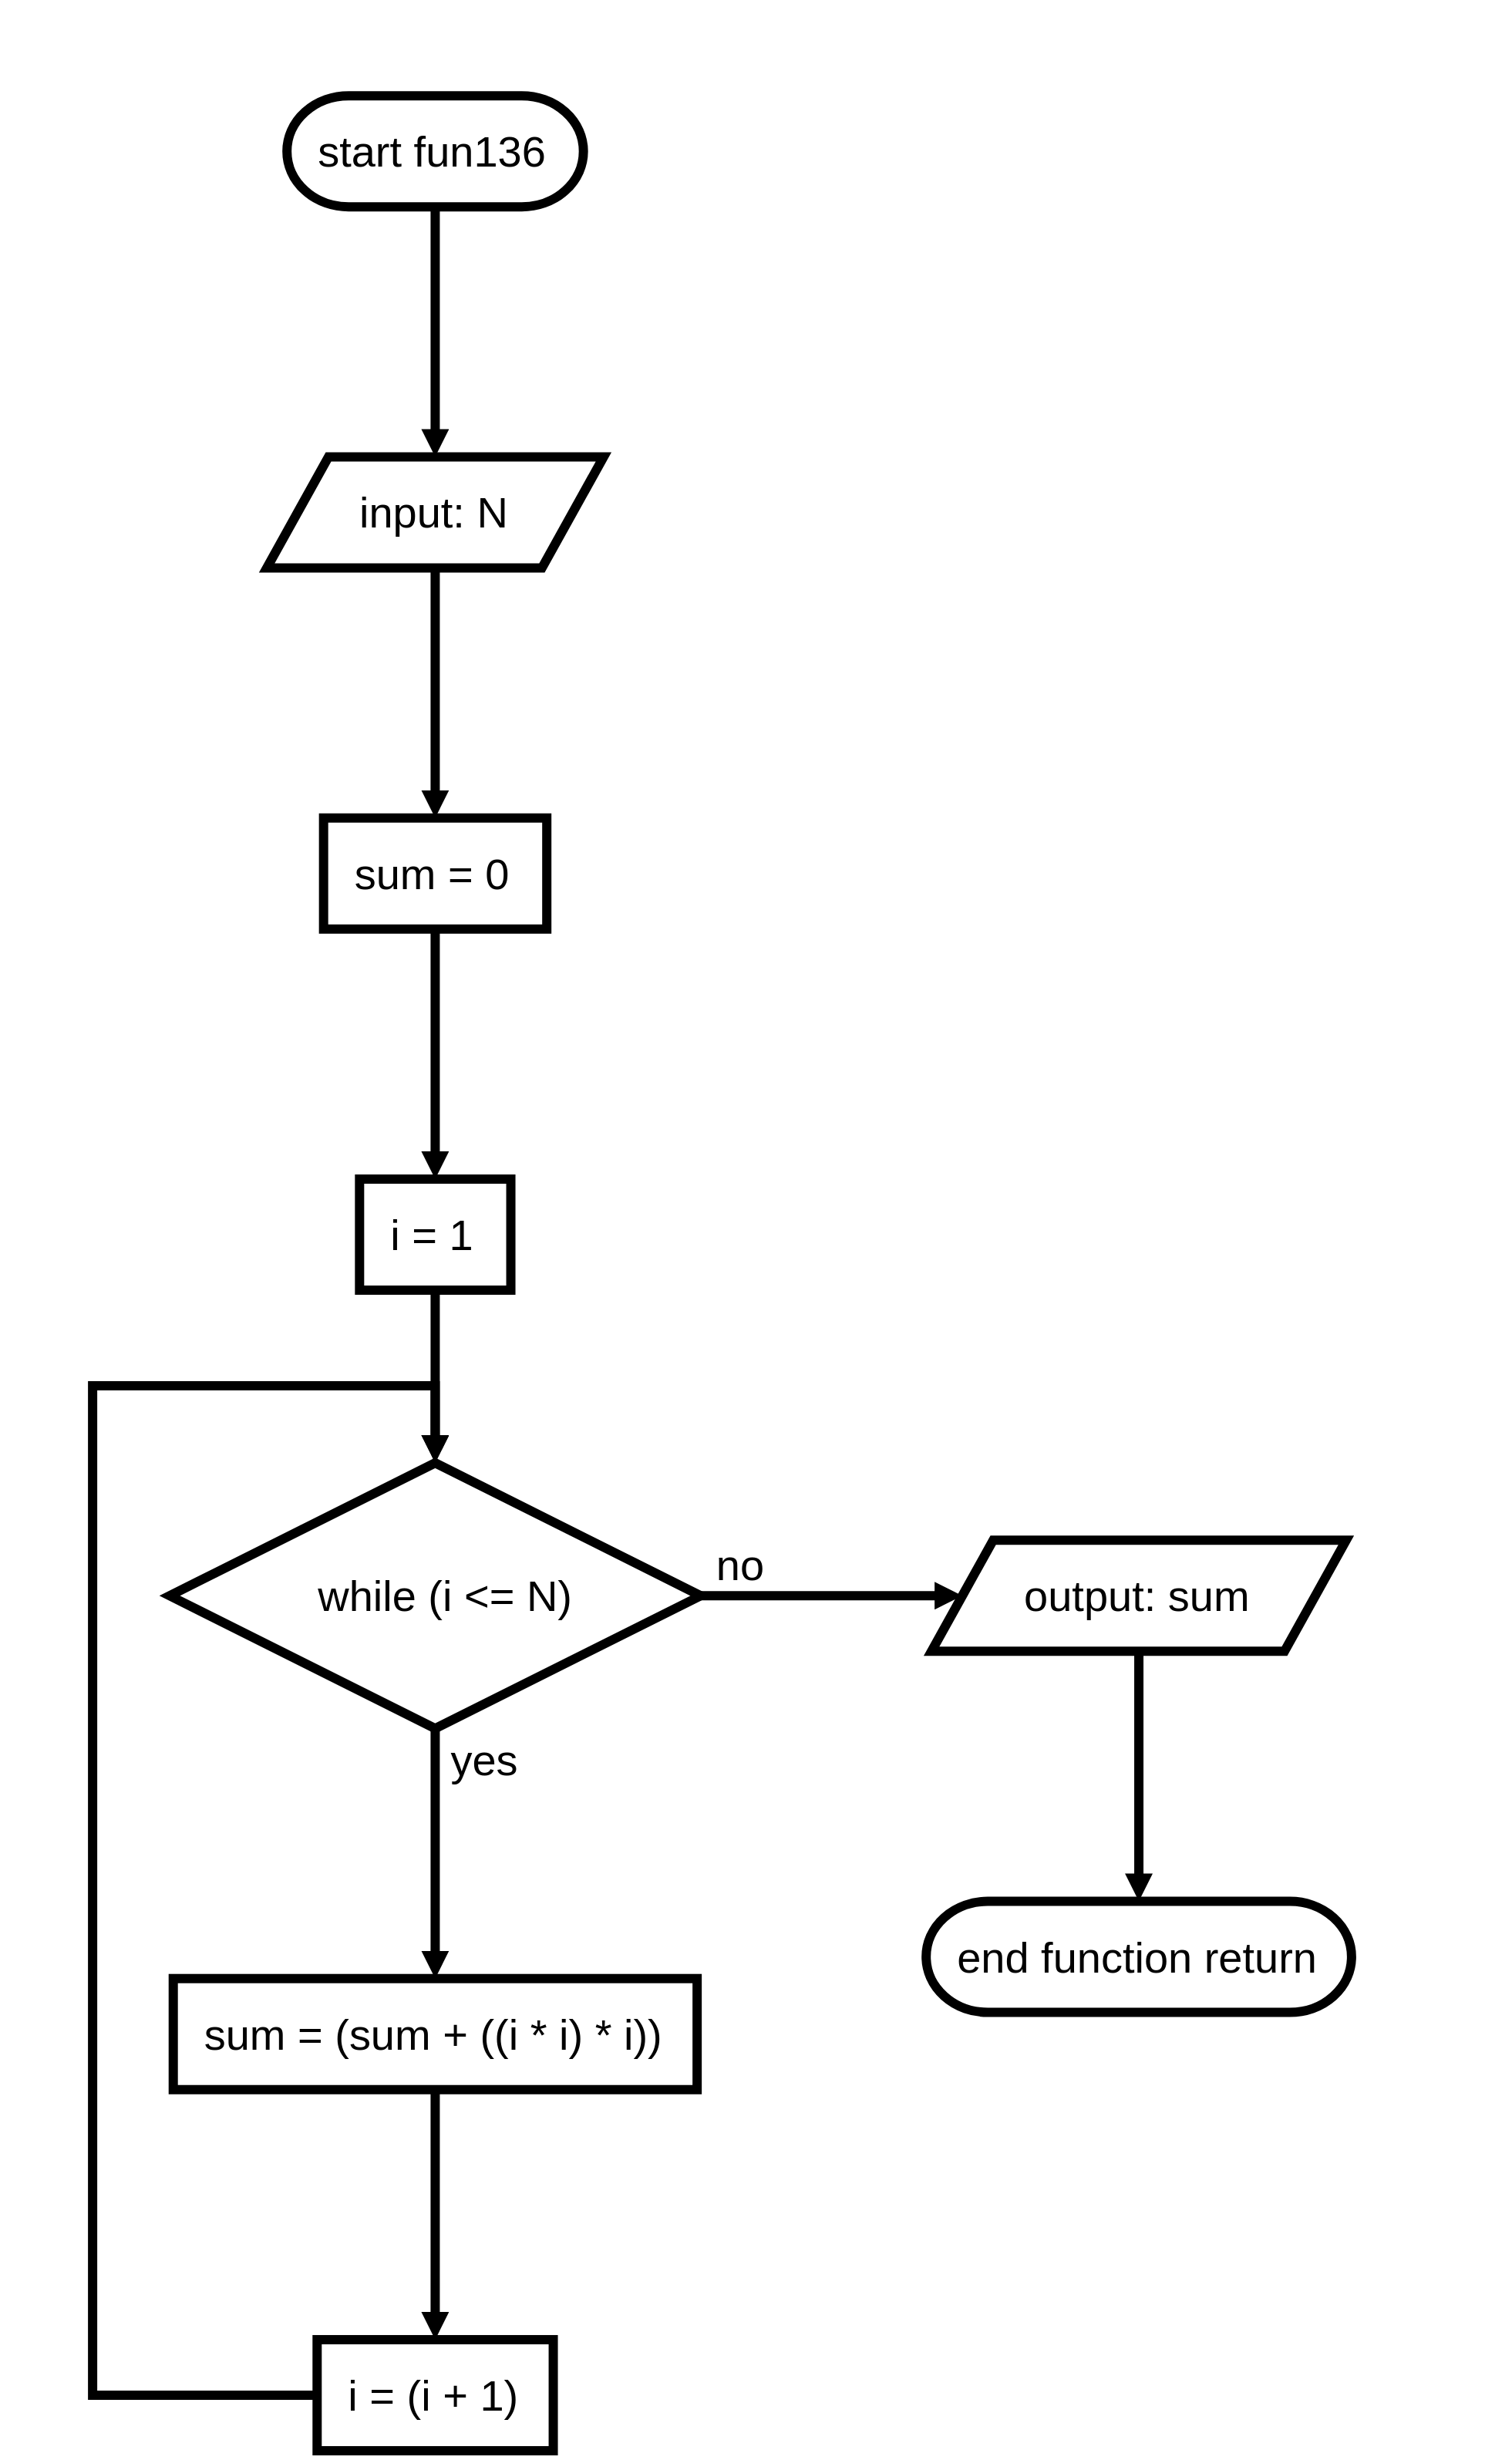 start fun136
input: N
sum = 0
i = 1
while (i <= N)
no
output: sum
yes
end function return
sum = (sum + ((i * i) * i))
i = (i + 1)